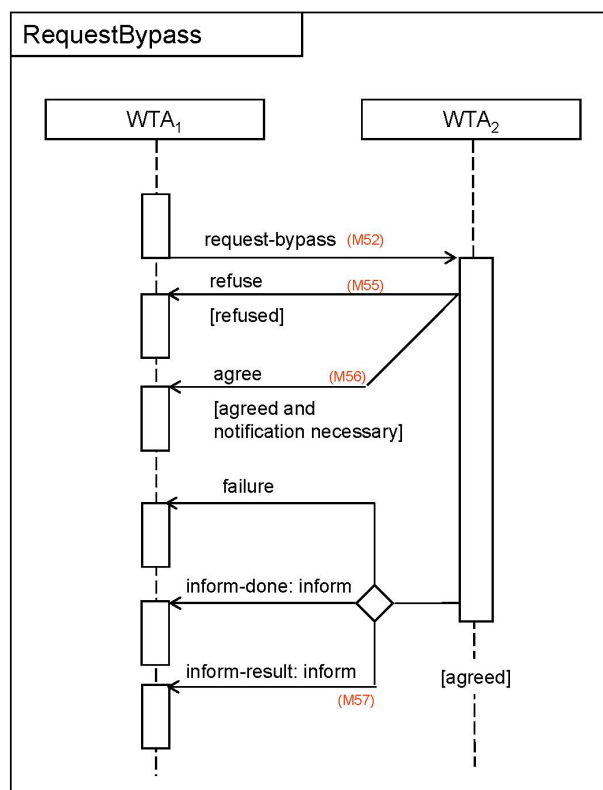 RequestBypass
WTA₁ WTA₂
request-bypass (M52)
refuse (M55)
[refused]
agree (M56)
[agreed and
notification necessary]
failure
inform-done: inform
inform-result: inform
[agreed]
(M57)